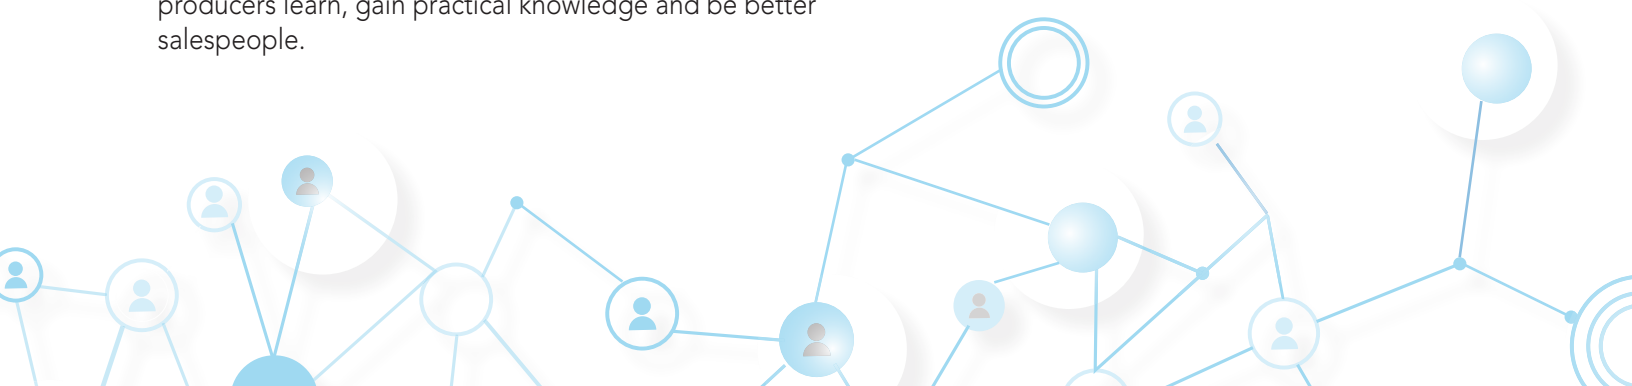 producers learn, gain practical knowledge and be better
salespeople.